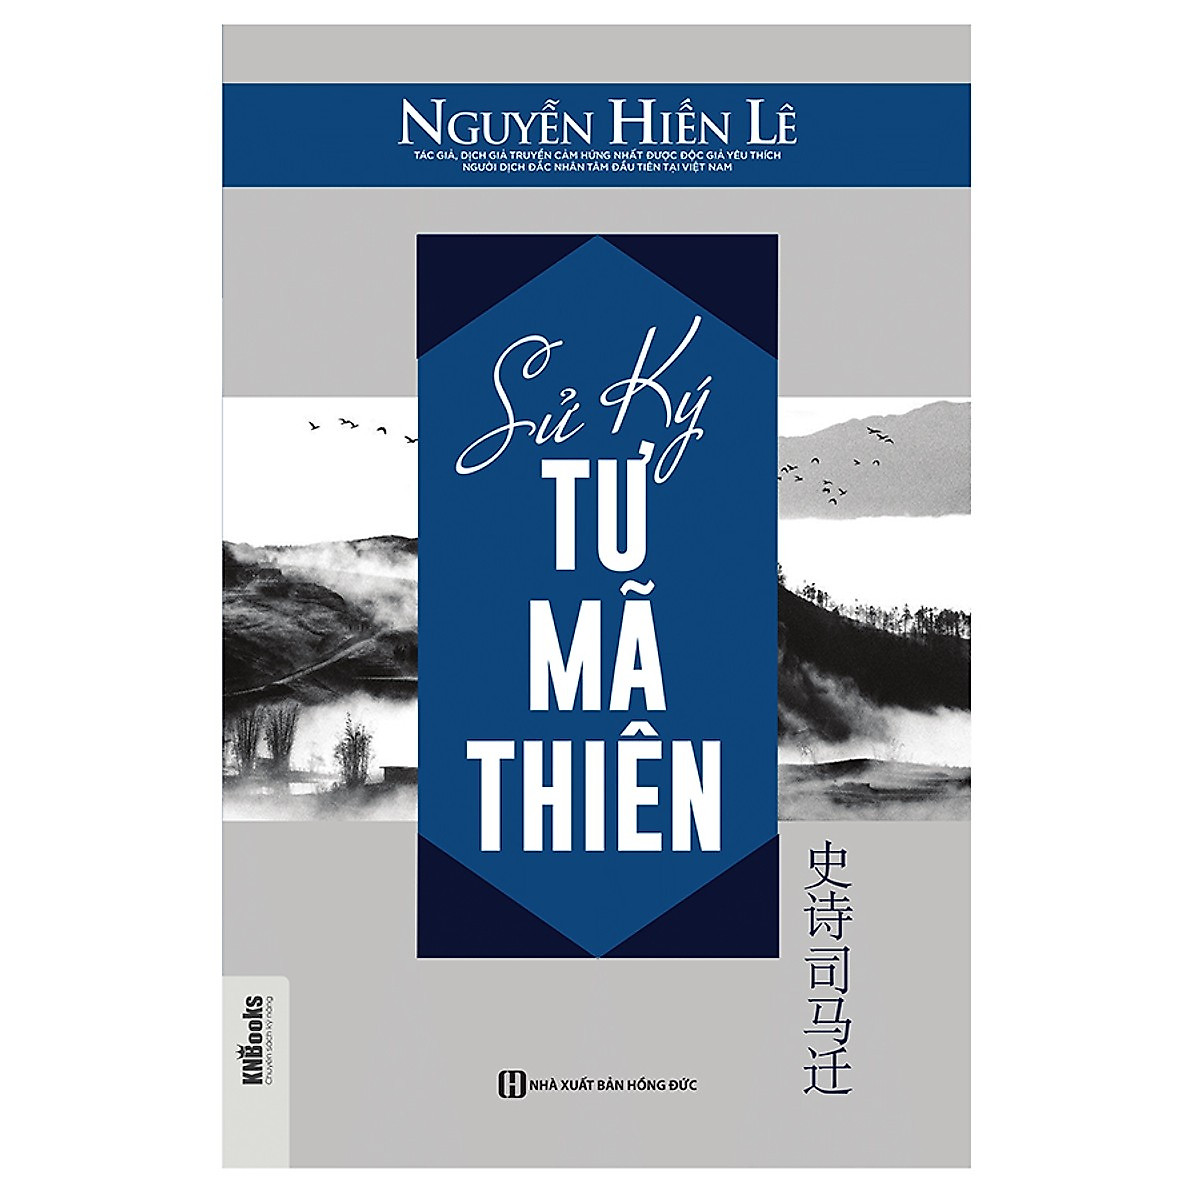 NGUYỄN HIẾN LÊ
TÁC GIẢ, DỊCH GIẢ TRUYỀN CẢM HỨNG NHẤT ĐƯỢC ĐỘC GIẢ YÊU THÍCH
NGƯỜI DỊCH ĐẮC NHÂN TÂM ĐẦU TIÊN TẠI VIỆT NAM
Sử Ký
TƯ
MÃ
THIÊN
史诗司马迁
KNBooks
Chuyên sách kỹ năng
NHÀ XUẤT BẢN HỒNG ĐỨC